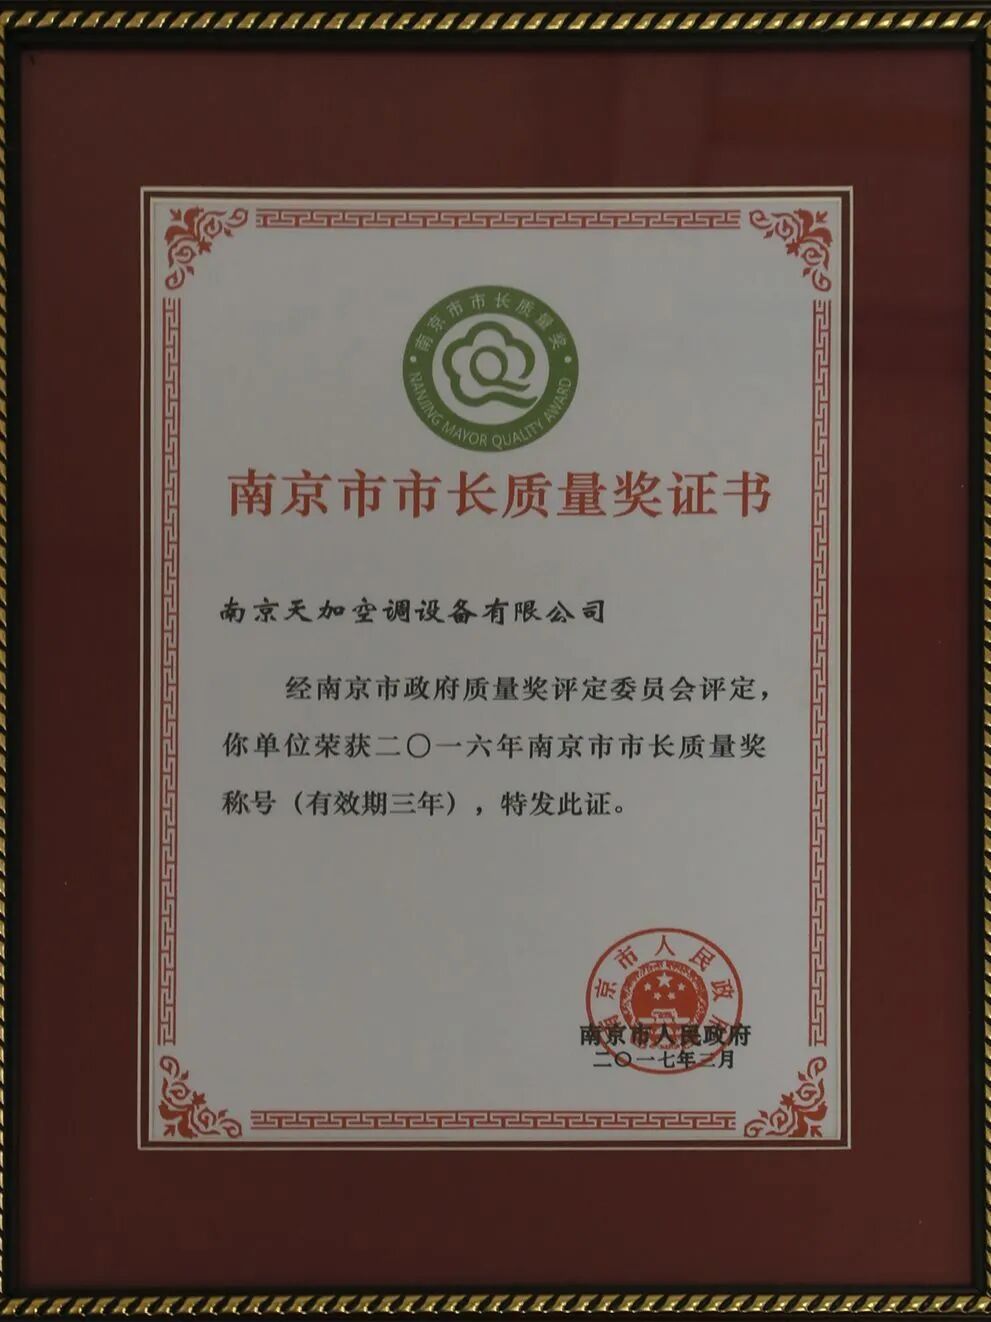 南京市市长质量奖
NANJING MAYOR QUALITY AWARD
南京市市长质量奖证书
南京天加空调设备有限公司
经南京市政府质量奖评定委员会评定，
你单位荣获二〇一六年南京市市长质量奖
称号（有效期三年），特发此证。
南京市人民政府
南京市人民政府
二〇一七年三月